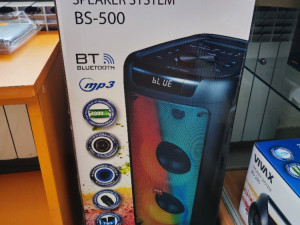 SPEAKER SYSTEM
BS-500
BT
BLUETOOTH
mp3
bLUE
VIVAX